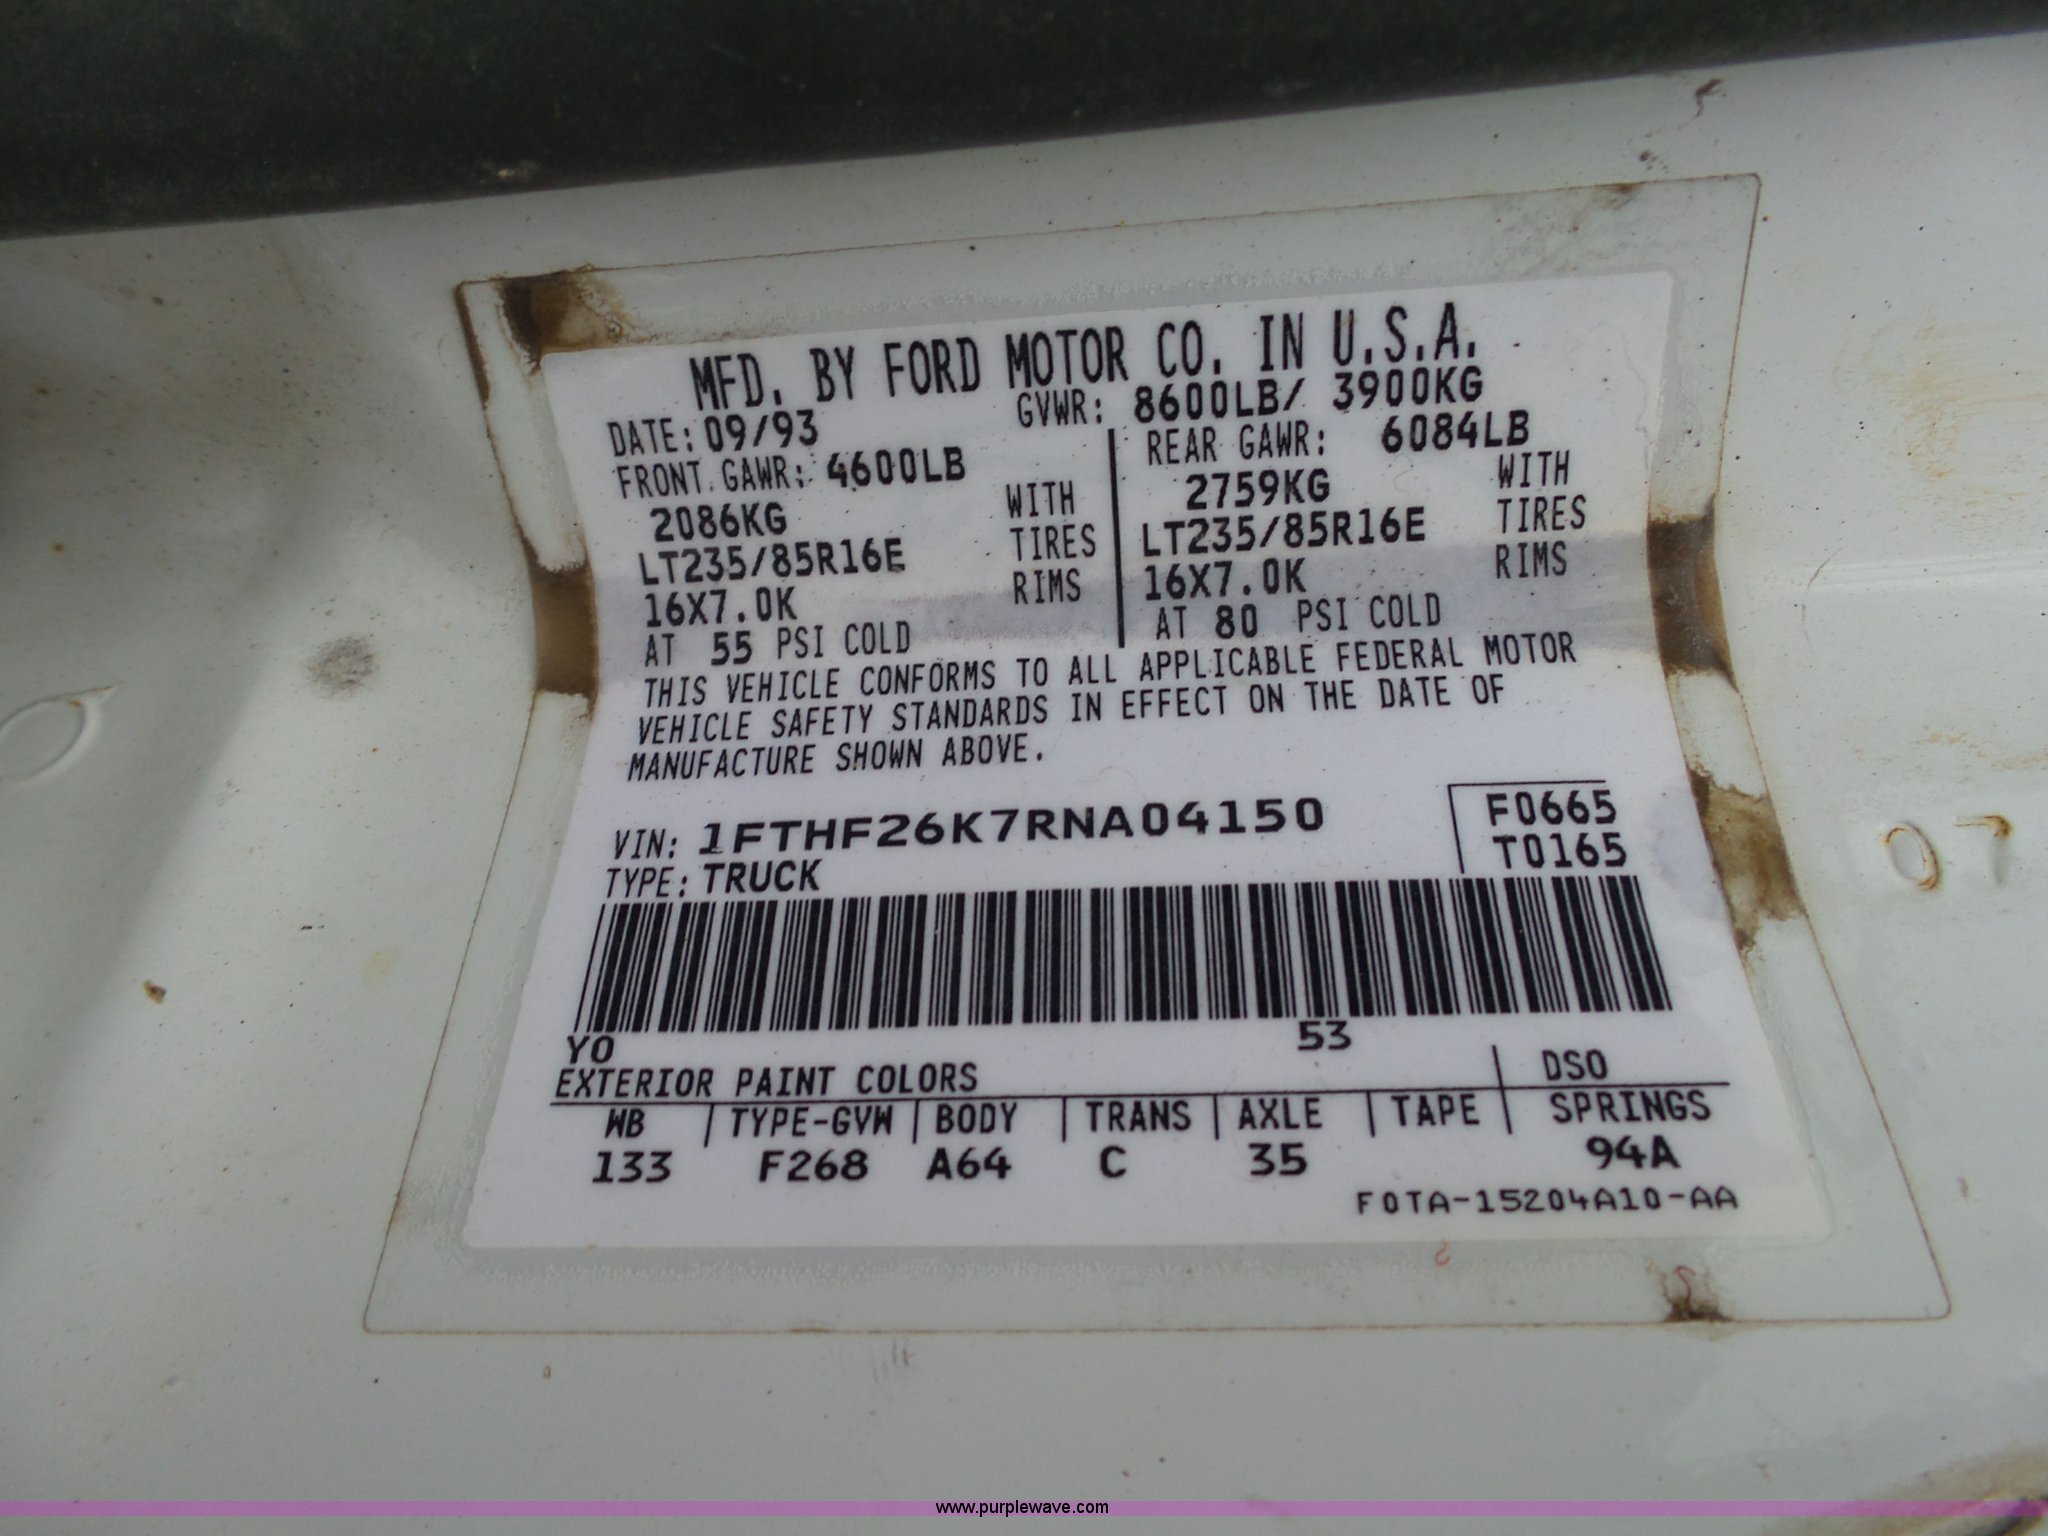 MFD. BY FORD MOTOR CO. IN U.S.A.
DATE: 09/93 GVWR: 8600LB/ 3900KG
FRONT GAWR: 4600LB
2086KG WITH
LT235/85R16E TIRES
16X7.0K RIMS
AT 55 PSI COLD
REAR GAWR: 6084LB
2759KG WITH
LT235/85R16E TIRES
16X7.0K RIMS
AT 80 PSI COLD
THIS VEHICLE CONFORMS TO ALL APPLICABLE FEDERAL MOTOR
VEHICLE SAFETY STANDARDS IN EFFECT ON THE DATE OF
MANUFACTURE SHOWN ABOVE.
VIN: 1FTHF26K7RNA04150
TYPE: TRUCK
F0665
T0165
YO 53
EXTERIOR PAINT COLORS DSO
WB TYPE-GVW BODY TRANS AXLE TAPE SPRINGS
133 F268 A64 C 35 94A
F0TA-15204A10-AA
07
www.purplewave.com